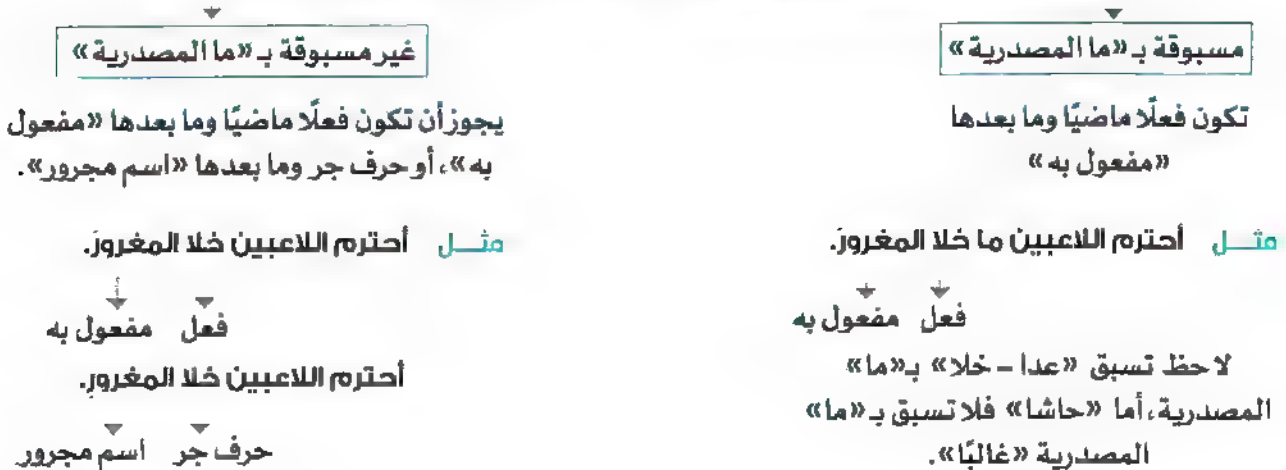 مسبوقة بـ «ما المصدرية»
تكون فعلًا ماضيًا وما بعدها
«مفعول به»
مثـل أحترم اللاعبين ما خلا المغرورَ.
فعل مفعول به
لاحظ تسبق «عدا – خلا» بـ«ما»
المصدرية، أما «حاشا» فلا تسبق بـ «ما»
المصدرية «غالبًا».
غير مسبوقة بـ «ما المصدرية»
يجوز أن تكون فعلًا ماضيًا وما بعدها «مفعول
به»، أو حرف جر وما بعدها «اسم مجرور».
مثـل أحترم اللاعبين خلا المغرورَ.
فعل مفعول به
أحترم اللاعبين خلا المغرورِ.
حرف جر اسم مجرور